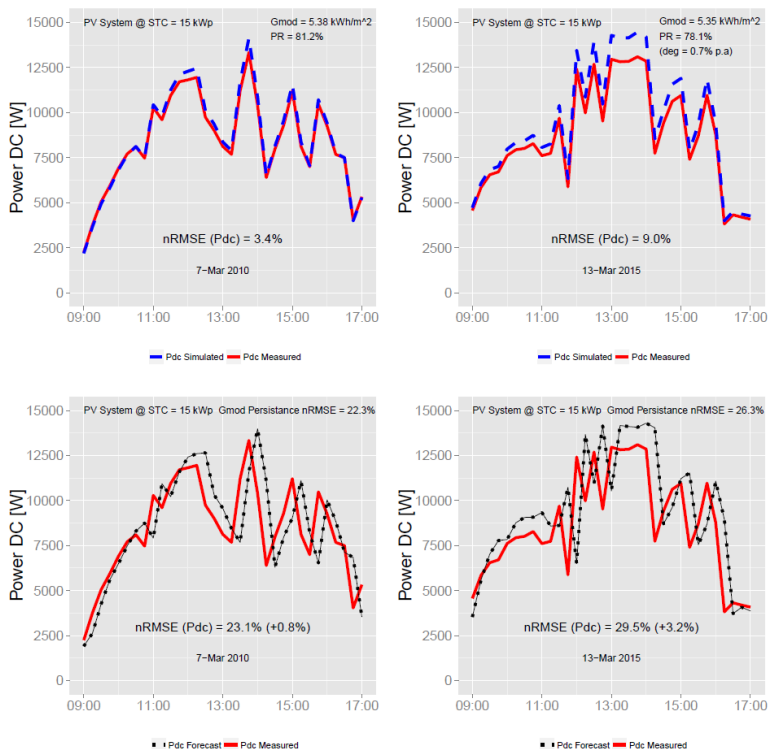 PV System @ STC = 15 kWp
Gmod = 5.38 kWh/m^2
PR = 81.2%
Power DC [W]
15000
12500
10000
7500
5000
2500
0
nRMSE (Pdc) = 3.4%
7−Mar 2010
09:00 11:00 13:00 15:00 17:00
Pdc Simulated Pdc Measured
PV System @ STC = 15 kWp
Gmod = 5.35 kWh/m^2
PR = 78.1%
(deg = 0.7% p.a)
Power DC [W]
15000
12500
10000
7500
5000
2500
0
nRMSE (Pdc) = 9.0%
13−Mar 2015
09:00 11:00 13:00 15:00 17:00
Pdc Simulated Pdc Measured
PV System @ STC = 15 kWp Gmod Persistance nRMSE = 22.3%
Power DC [W]
15000
12500
10000
7500
5000
2500
0
nRMSE (Pdc) = 23.1% (+0.8%)
7−Mar 2010
09:00 11:00 13:00 15:00 17:00
Pdc Forecast Pdc Measured
PV System @ STC = 15 kWp Gmod Persistance nRMSE = 26.3%
Power DC [W]
15000
12500
10000
7500
5000
2500
0
nRMSE (Pdc) = 29.5% (+3.2%)
13−Mar 2015
09:00 11:00 13:00 15:00 17:00
Pdc Forecast Pdc Measured